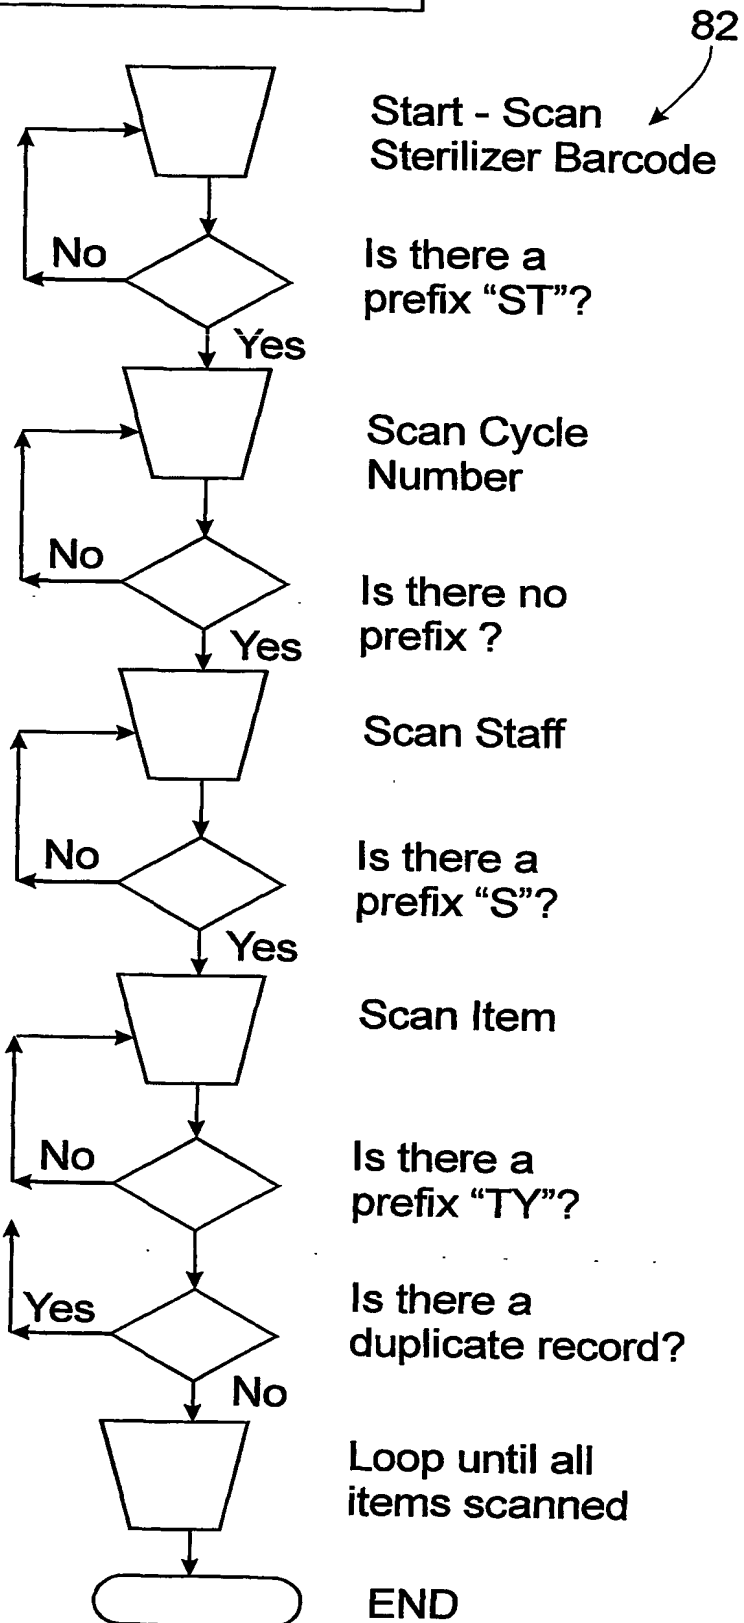 82
Start - Scan
Sterilizer Barcode
No
Is there a
prefix “ST”?
Yes
Scan Cycle
Number
No
Is there no
prefix ?
Yes
Scan Staff
No
Is there a
prefix “S”?
Yes
Scan Item
No
Is there a
prefix “TY”?
Yes
Is there a
duplicate record?
No
Loop until all
items scanned
END